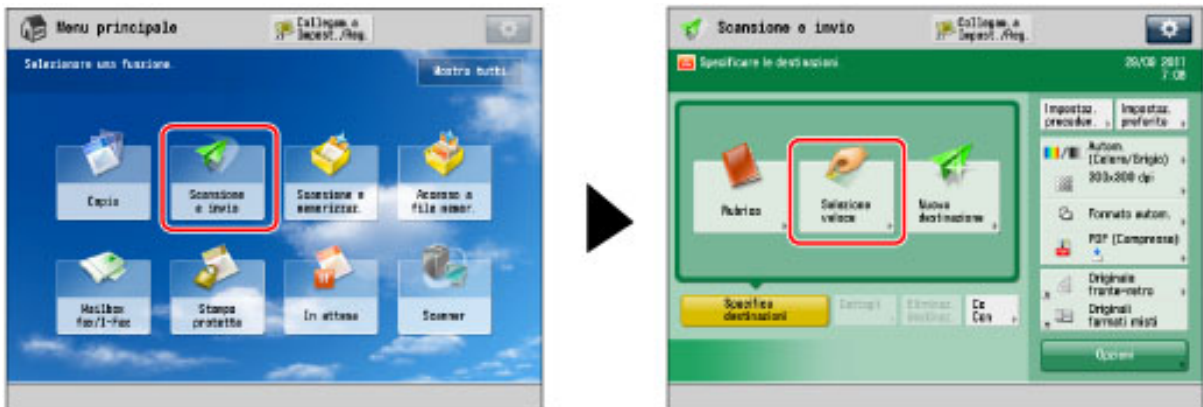 Menu principale
Collegam.a
Impost./Reg.
Selezionare una funzione.
Mostra tutti
Copia
Scansione
e invio
Scansione e
memorizzaz.
Accesso a
file memor.
Mailbox
fax/I-Fax
Stampa
protetta
In attesa
Scanner
Scansione e invio
Collegam.a
Impost./Reg.
Specificare le destinazioni.
29/09 2011
7:08
Impostaz.
preceden.
Impostaz.
preferite
Rubrica
Selezione
veloce
Nuova
destinazione
Autom.
(Colore/Grigio)
300x300 dpi
Formato autom.
PDF (Compresso)
Originale
fronte-retro
Originali
formati misti
Specifica
destinazioni
Dettagli
Eliminaz.
destinaz.
Cc
Ccn
Opzioni